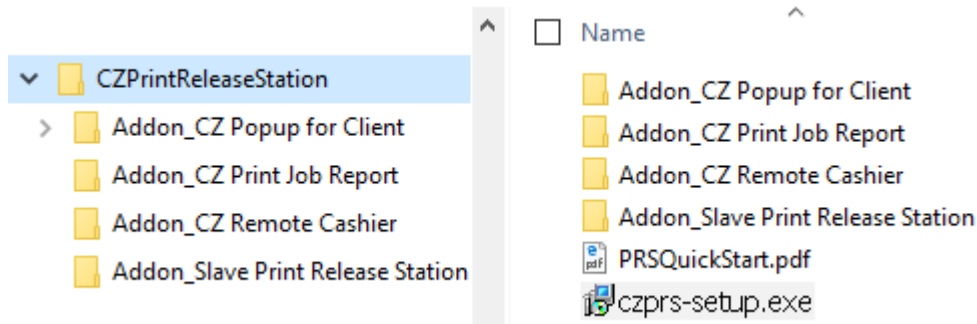 CZPrintReleaseStation
Addon_CZ Popup for Client
Addon_CZ Print Job Report
Addon_CZ Remote Cashier
Addon_Slave Print Release Station
Name
Addon_CZ Popup for Client
Addon_CZ Print Job Report
Addon_CZ Remote Cashier
Addon_Slave Print Release Station
PRSQuickStart.pdf
czprs-setup.exe